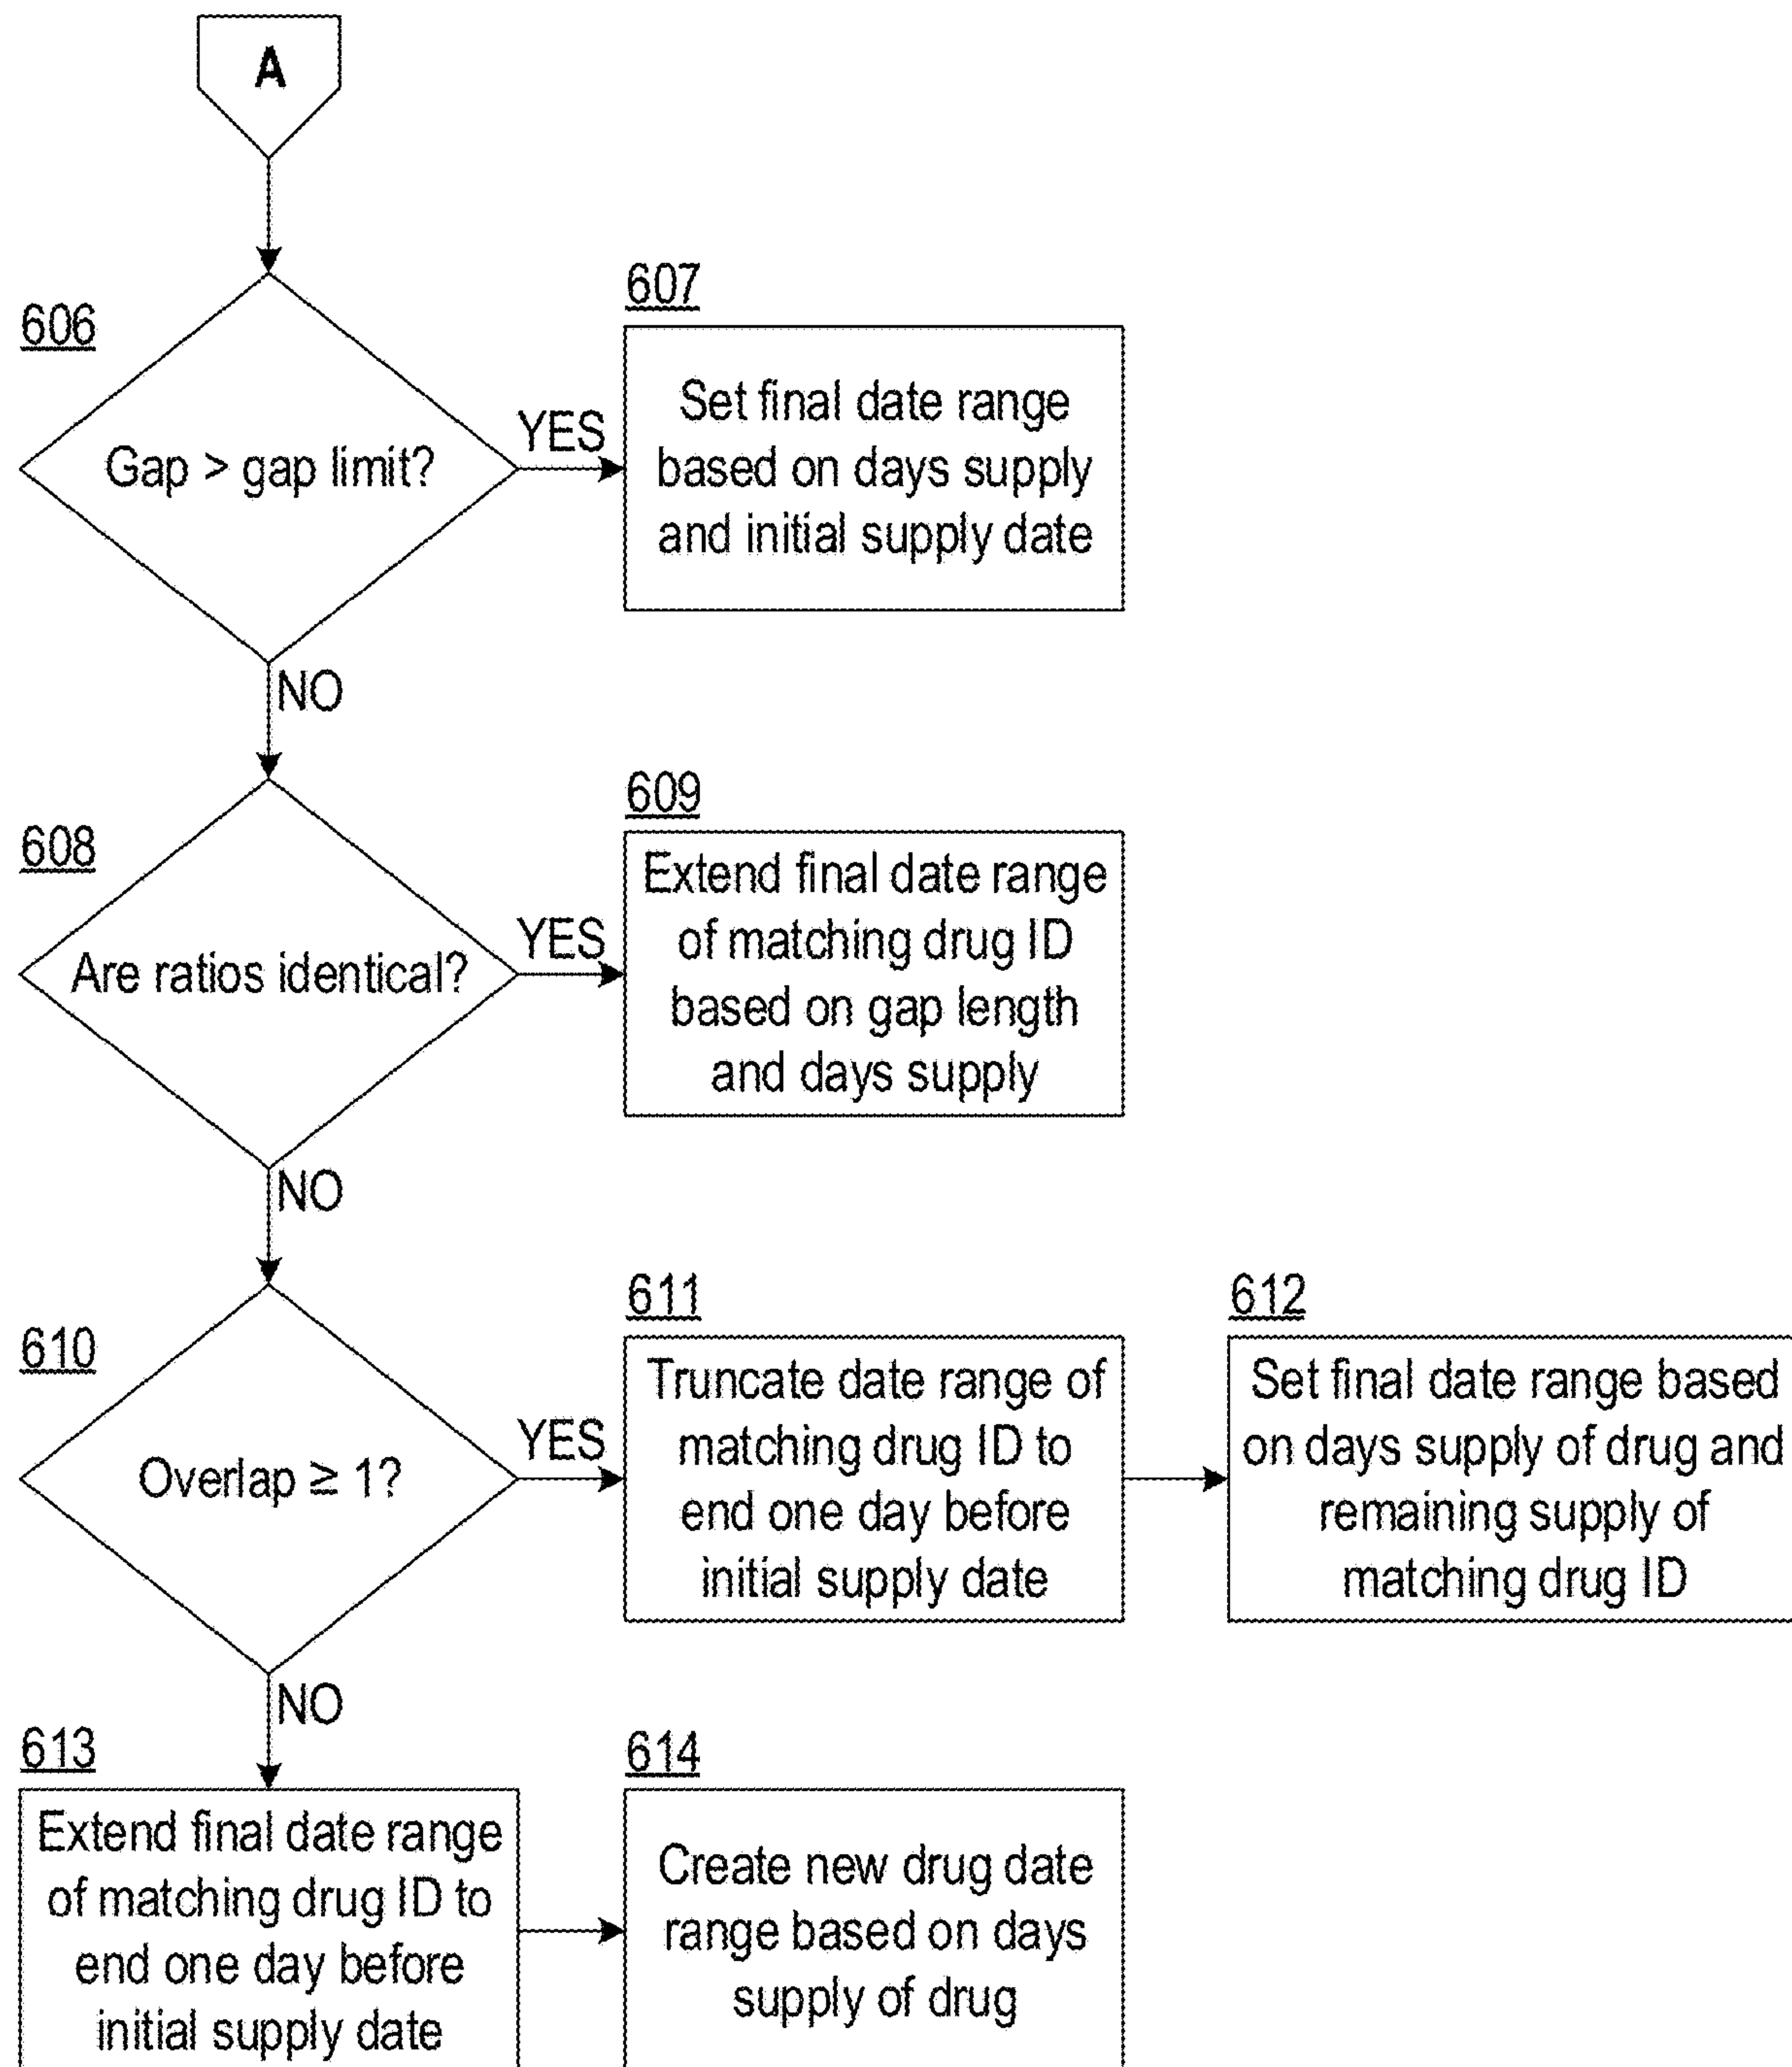 A
606
Gap > gap limit?
YES
607
Set final date range
based on days supply
and initial supply date
NO
608
Are ratios identical?
YES
609
Extend final date range
of matching drug ID
based on gap length
and days supply
NO
610
Overlap ≥ 1?
YES
611
Truncate date range of
matching drug ID to
end one day before
initial supply date
612
Set final date range based
on days supply of drug and
remaining supply of
matching drug ID
NO
613
Extend final date range
of matching drug ID to
end one day before
initial supply date
614
Create new drug date
range based on days
supply of drug